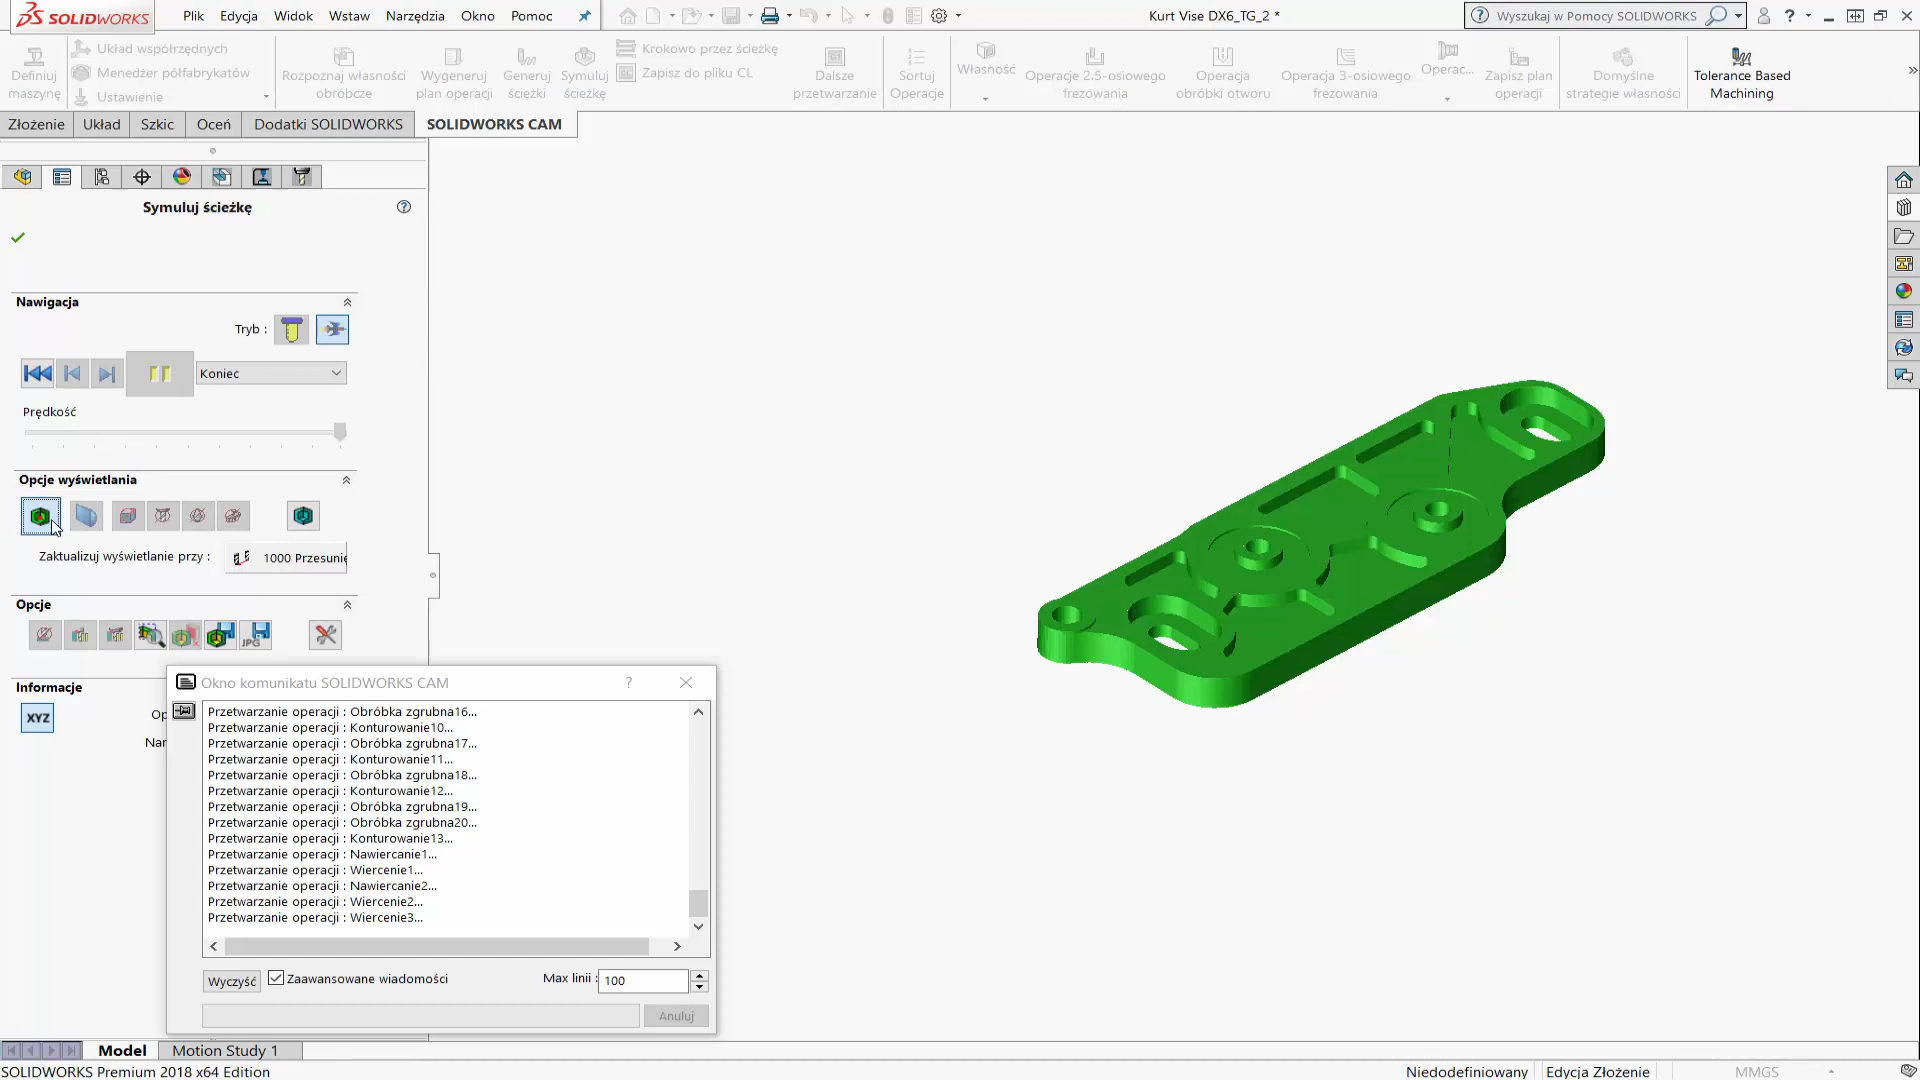 SOLIDWORKS
Plik Edycja Widok Wstaw Narzędzia Okno Pomoc
Kurt Vise DX6_TG_2 *
Wyszukaj w Pomocy SOLIDWORKS
Definiuj maszynę
Układ współrzędnych
Menedżer półfabrykatów
Ustawienie
Rozpoznaj własności obróbcze
Wygeneruj plan operacji
Generuj ścieżki
Symuluj ścieżkę
Krokowo przez ścieżkę
Zapisz do pliku CL
Dalsze przetwarzanie
Sortuj Operacje
Własność
Operacje 2.5-osiowego frezowania
Operacja obróbki otworu
Operacja 3-osiowego frezowania
Operac...
Zapisz plan operacji
Domyślne strategie własności
Tolerance Based Machining
Złożenie Układ Szkic Oceń Dodatki SOLIDWORKS SOLIDWORKS CAM
Symuluj ścieżkę
Nawigacja
Tryb :
Koniec
Prędkość
Opcje wyświetlania
Zaktualizuj wyświetlanie przy : 1000 Przesunię
Opcje
JPG
Informacje
XYZ
Op
Nar
Okno komunikatu SOLIDWORKS CAM
Przetwarzanie operacji : Obróbka zgrubna16...
Przetwarzanie operacji : Konturowanie10...
Przetwarzanie operacji : Obróbka zgrubna17...
Przetwarzanie operacji : Konturowanie11...
Przetwarzanie operacji : Obróbka zgrubna18...
Przetwarzanie operacji : Konturowanie12...
Przetwarzanie operacji : Obróbka zgrubna19...
Przetwarzanie operacji : Obróbka zgrubna20...
Przetwarzanie operacji : Konturowanie13...
Przetwarzanie operacji : Nawiercanie1...
Przetwarzanie operacji : Wiercenie1...
Przetwarzanie operacji : Nawiercanie2...
Przetwarzanie operacji : Wiercenie2...
Przetwarzanie operacji : Wiercenie3...
Wyczyść Zaawansowane wiadomości Max linii : 100
Anuluj
Model Motion Study 1
SOLIDWORKS Premium 2018 x64 Edition
Niedodefiniowany Edycja Złożenie MMGS